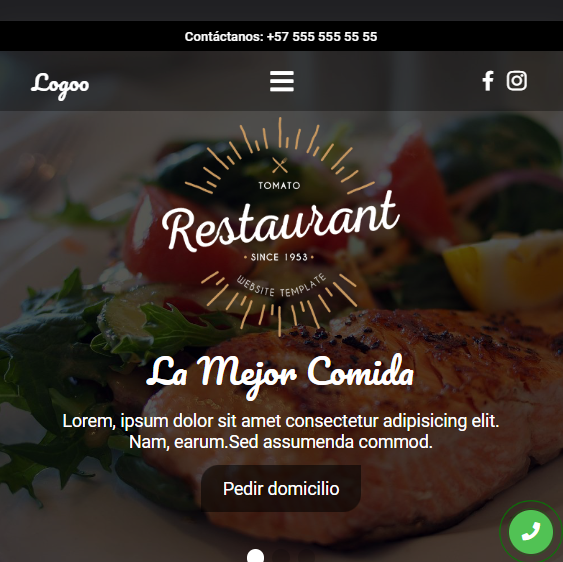 Contáctanos: +57 555 555 55 55
Logoo
TOMATO
Restaurant
SINCE 1953
WEBSITE TEMPLATE
La Mejor Comida
Lorem, ipsum dolor sit amet consectetur adipisicing elit.
Nam, earum.Sed assumenda commod.
Pedir domicilio